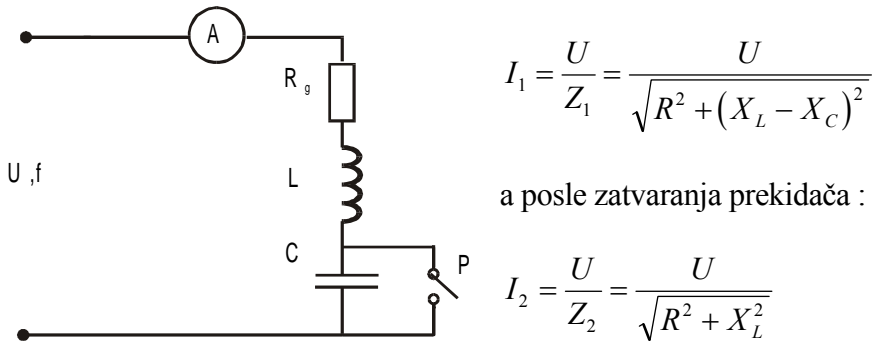 A
R g
U ,f
L
C
P
I₁ = U/Z₁ = U/√(R² + (X_L − X_C)²)
a posle zatvaranja prekidača :
I₂ = U/Z₂ = U/√(R² + X_L²)